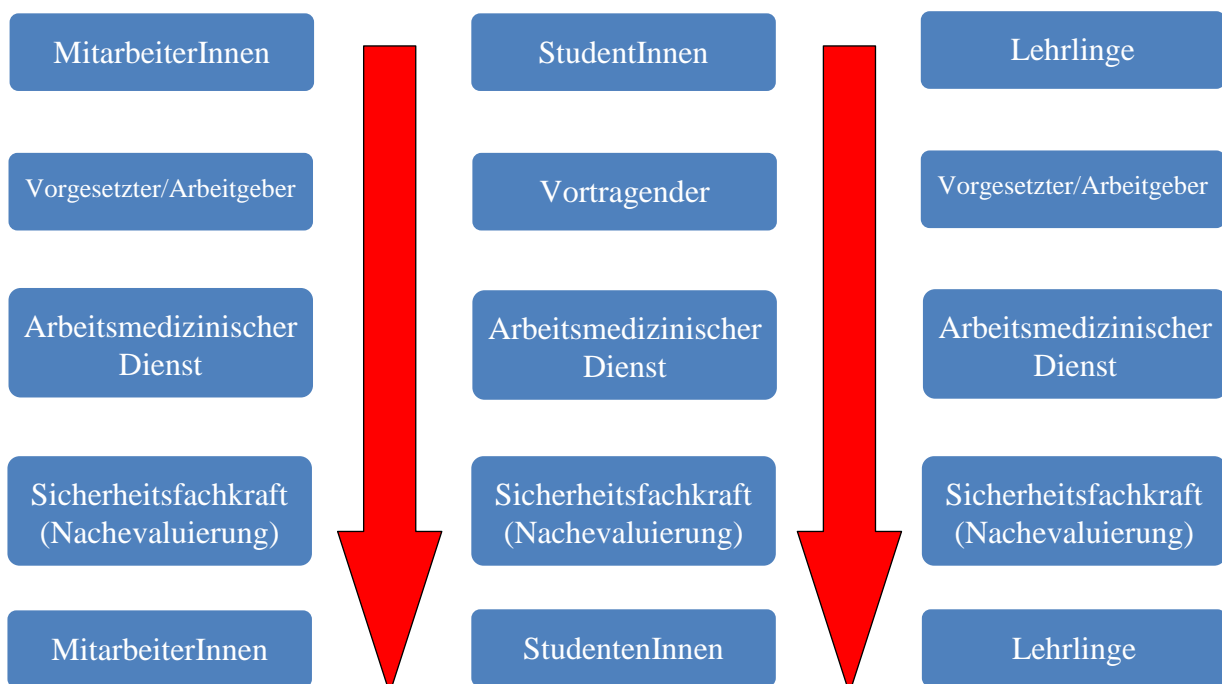 MitarbeiterInnen
StudentInnen
Lehrlinge
Vorgesetzter/Arbeitgeber
Vortragender
Vorgesetzter/Arbeitgeber
Arbeitsmedizinischer
Dienst
Arbeitsmedizinischer
Dienst
Arbeitsmedizinischer
Dienst
Sicherheitsfachkraft
(Nachevaluierung)
Sicherheitsfachkraft
(Nachevaluierung)
Sicherheitsfachkraft
(Nachevaluierung)
MitarbeiterInnen
StudentenInnen
Lehrlinge